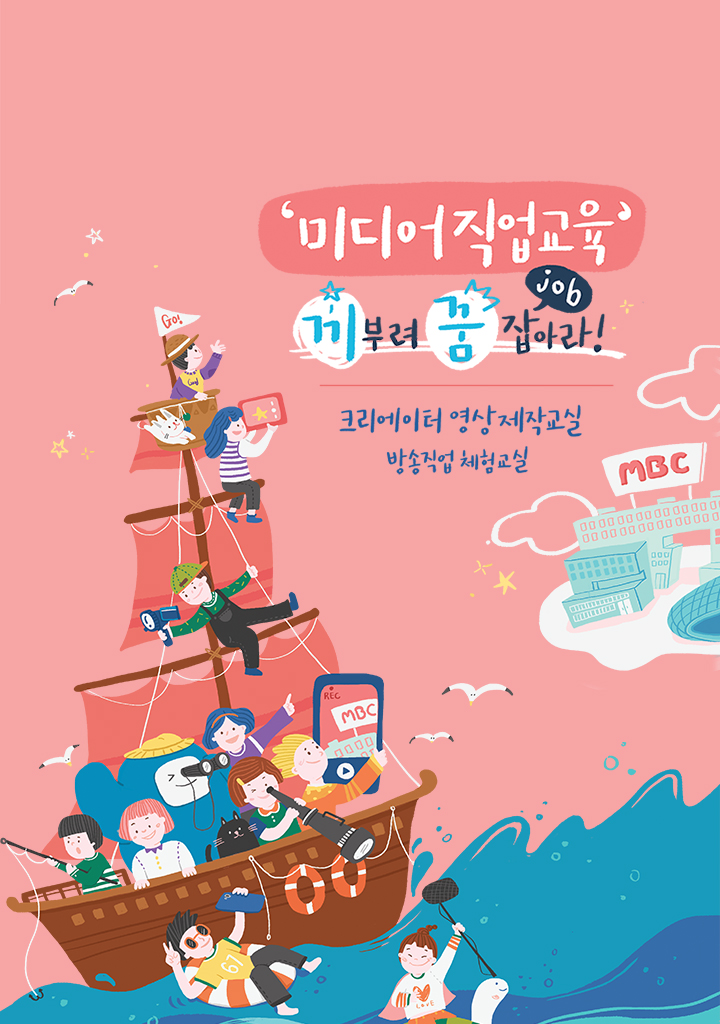 '미디어 직업교육'
job
끼부려 꿈 잡아라!
크리에이터 영상 제작교실
방송직업 체험교실
Go!
MBC
REC
MBC
67
LOVE